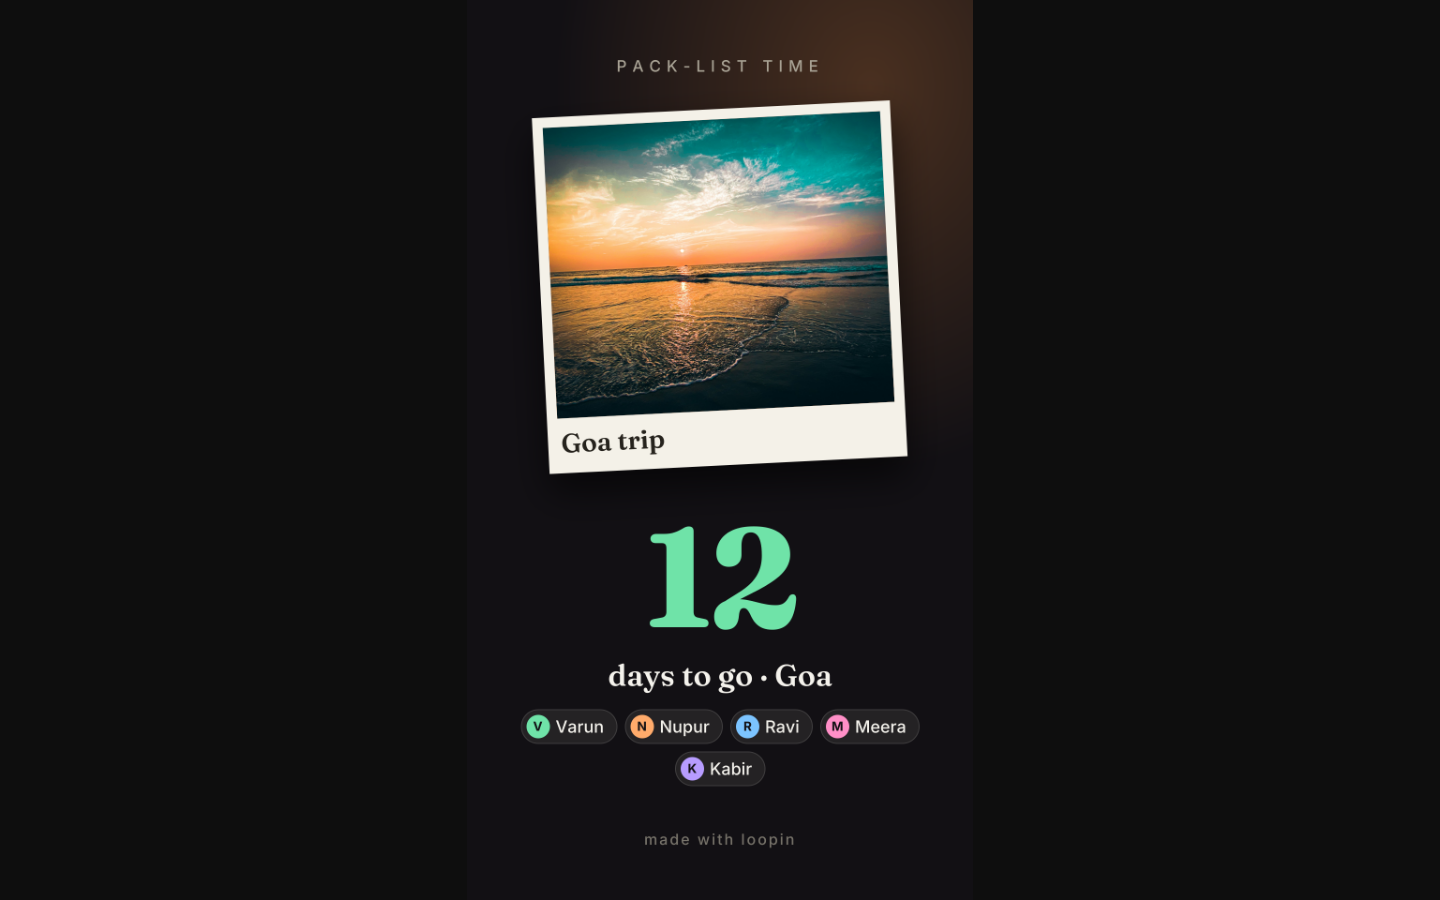 PACK-LIST TIME
Goa trip
12
days to go · Goa
V Varun N Nupur R Ravi M Meera
K Kabir
made with loopin